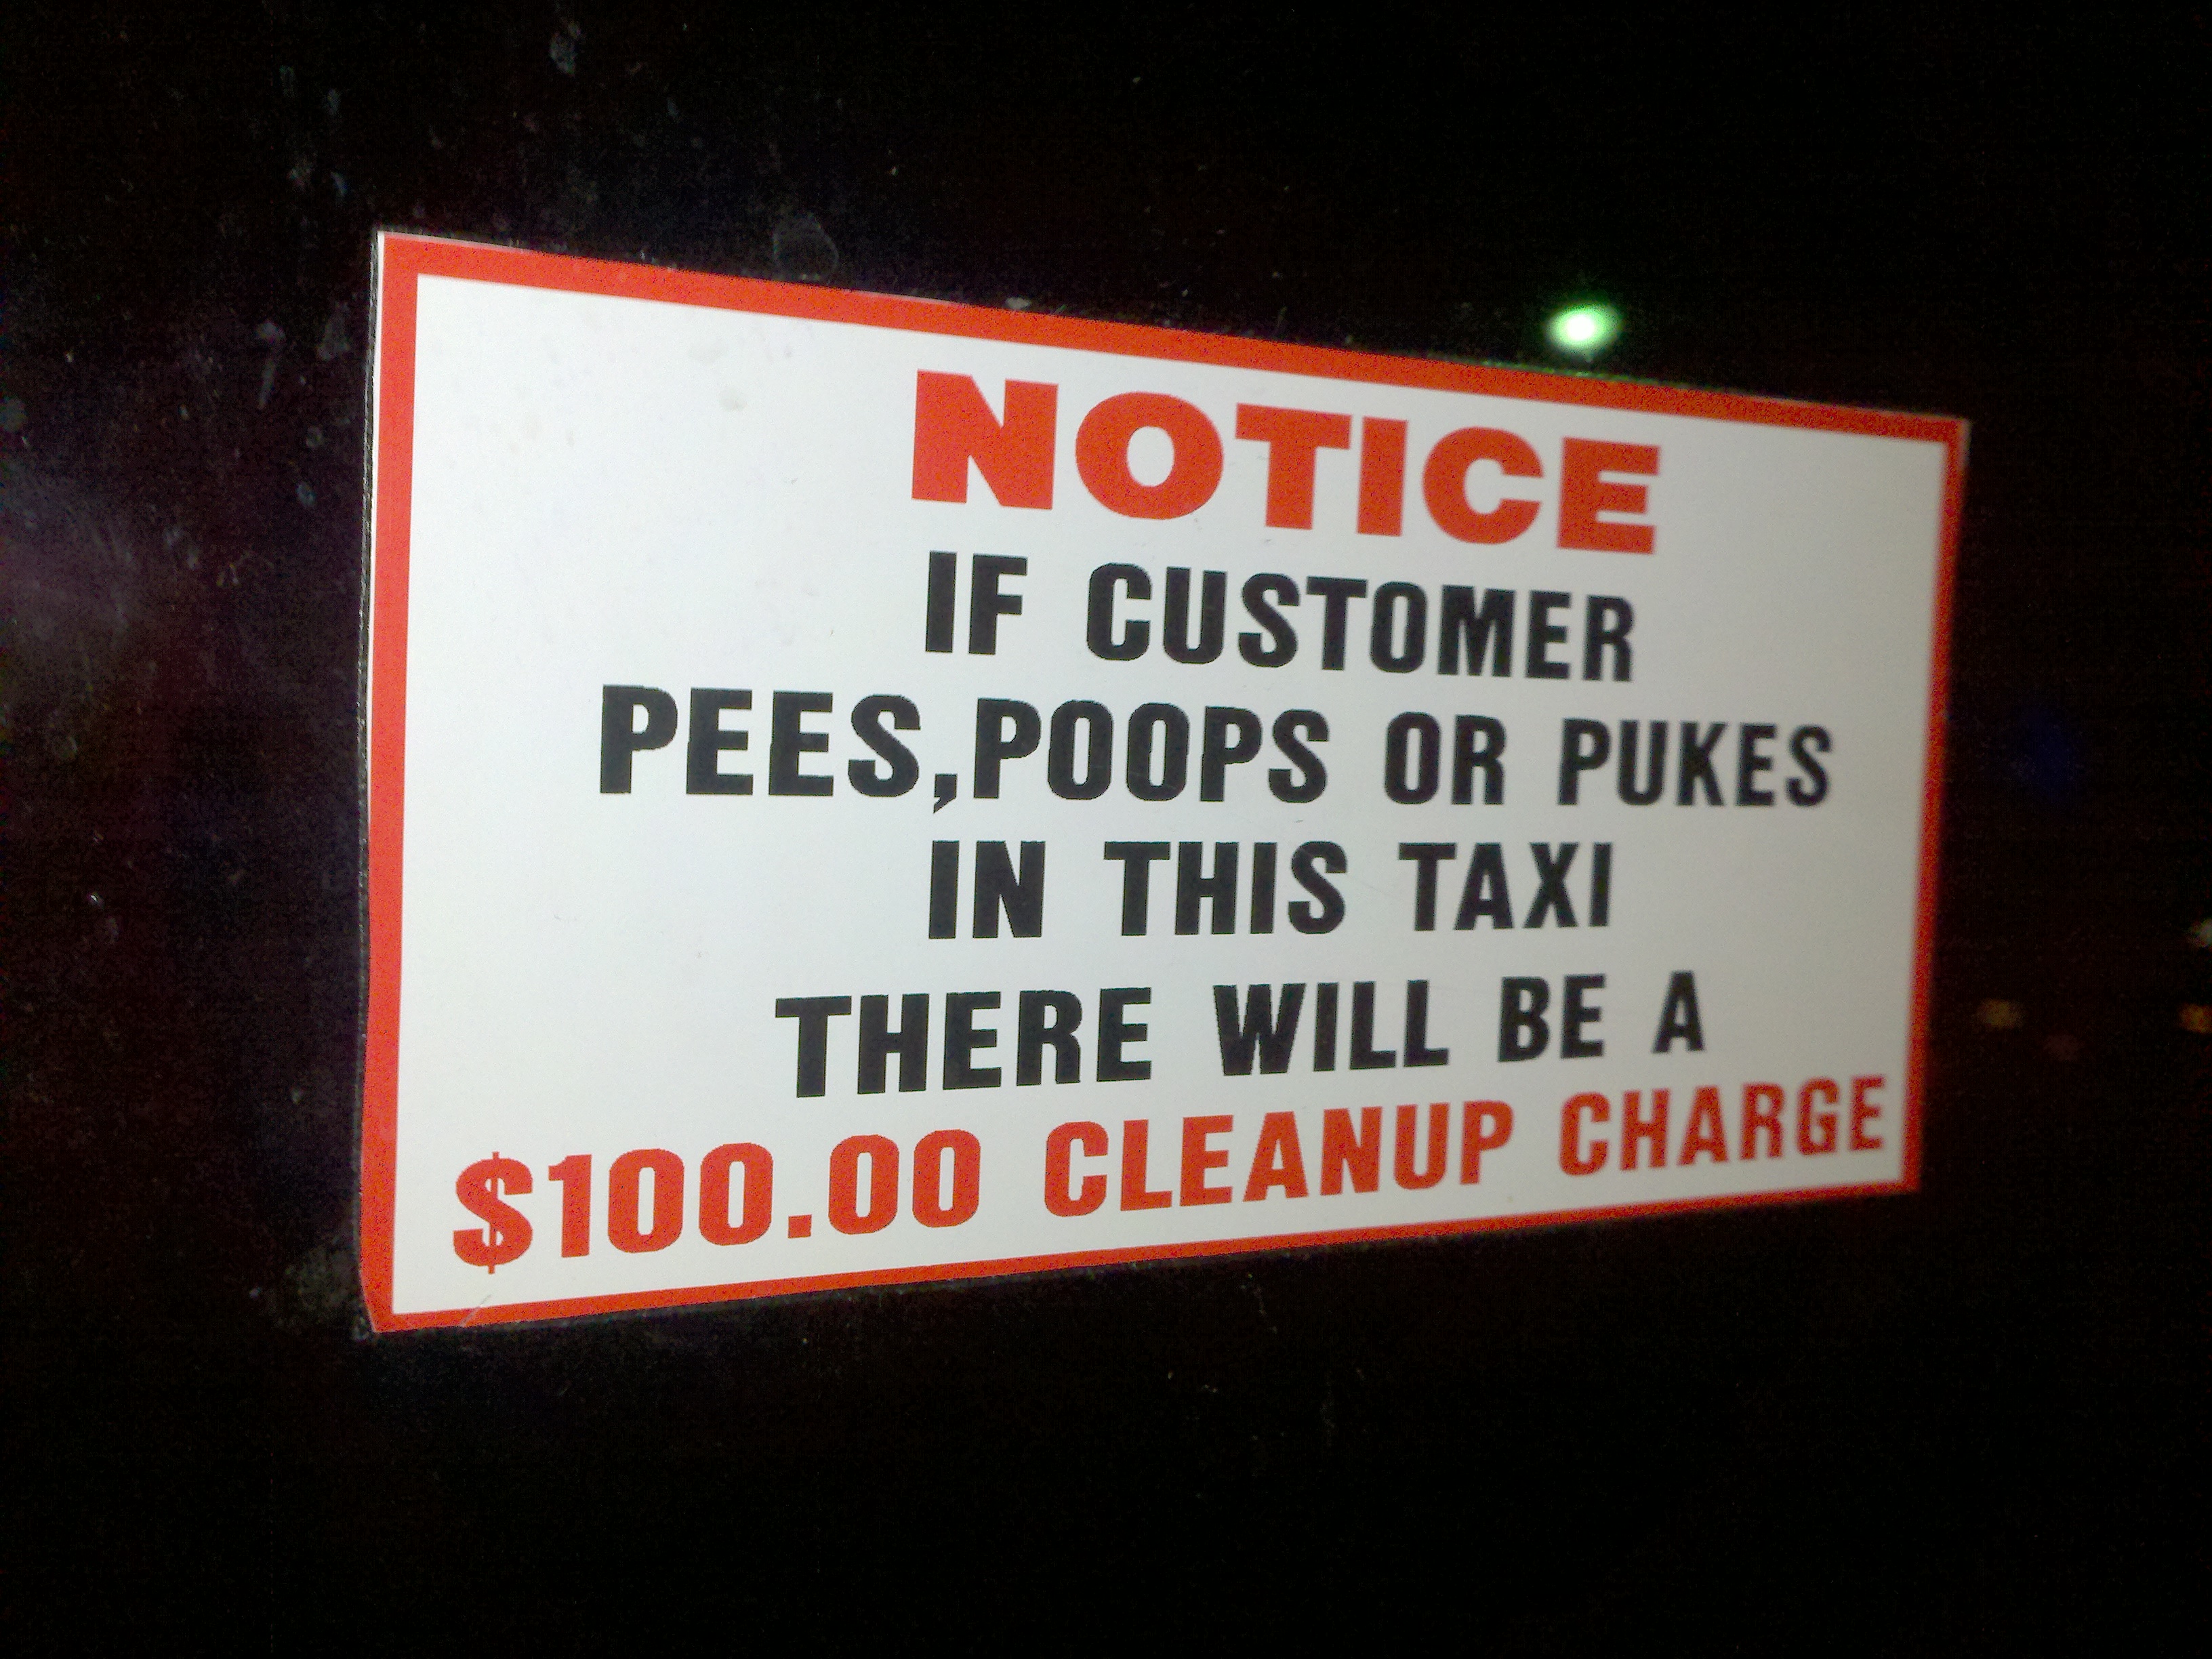 NOTICE
IF CUSTOMER
PEES,POOPS OR PUKES
IN THIS TAXI
THERE WILL BE A
$100.00 CLEANUP CHARGE